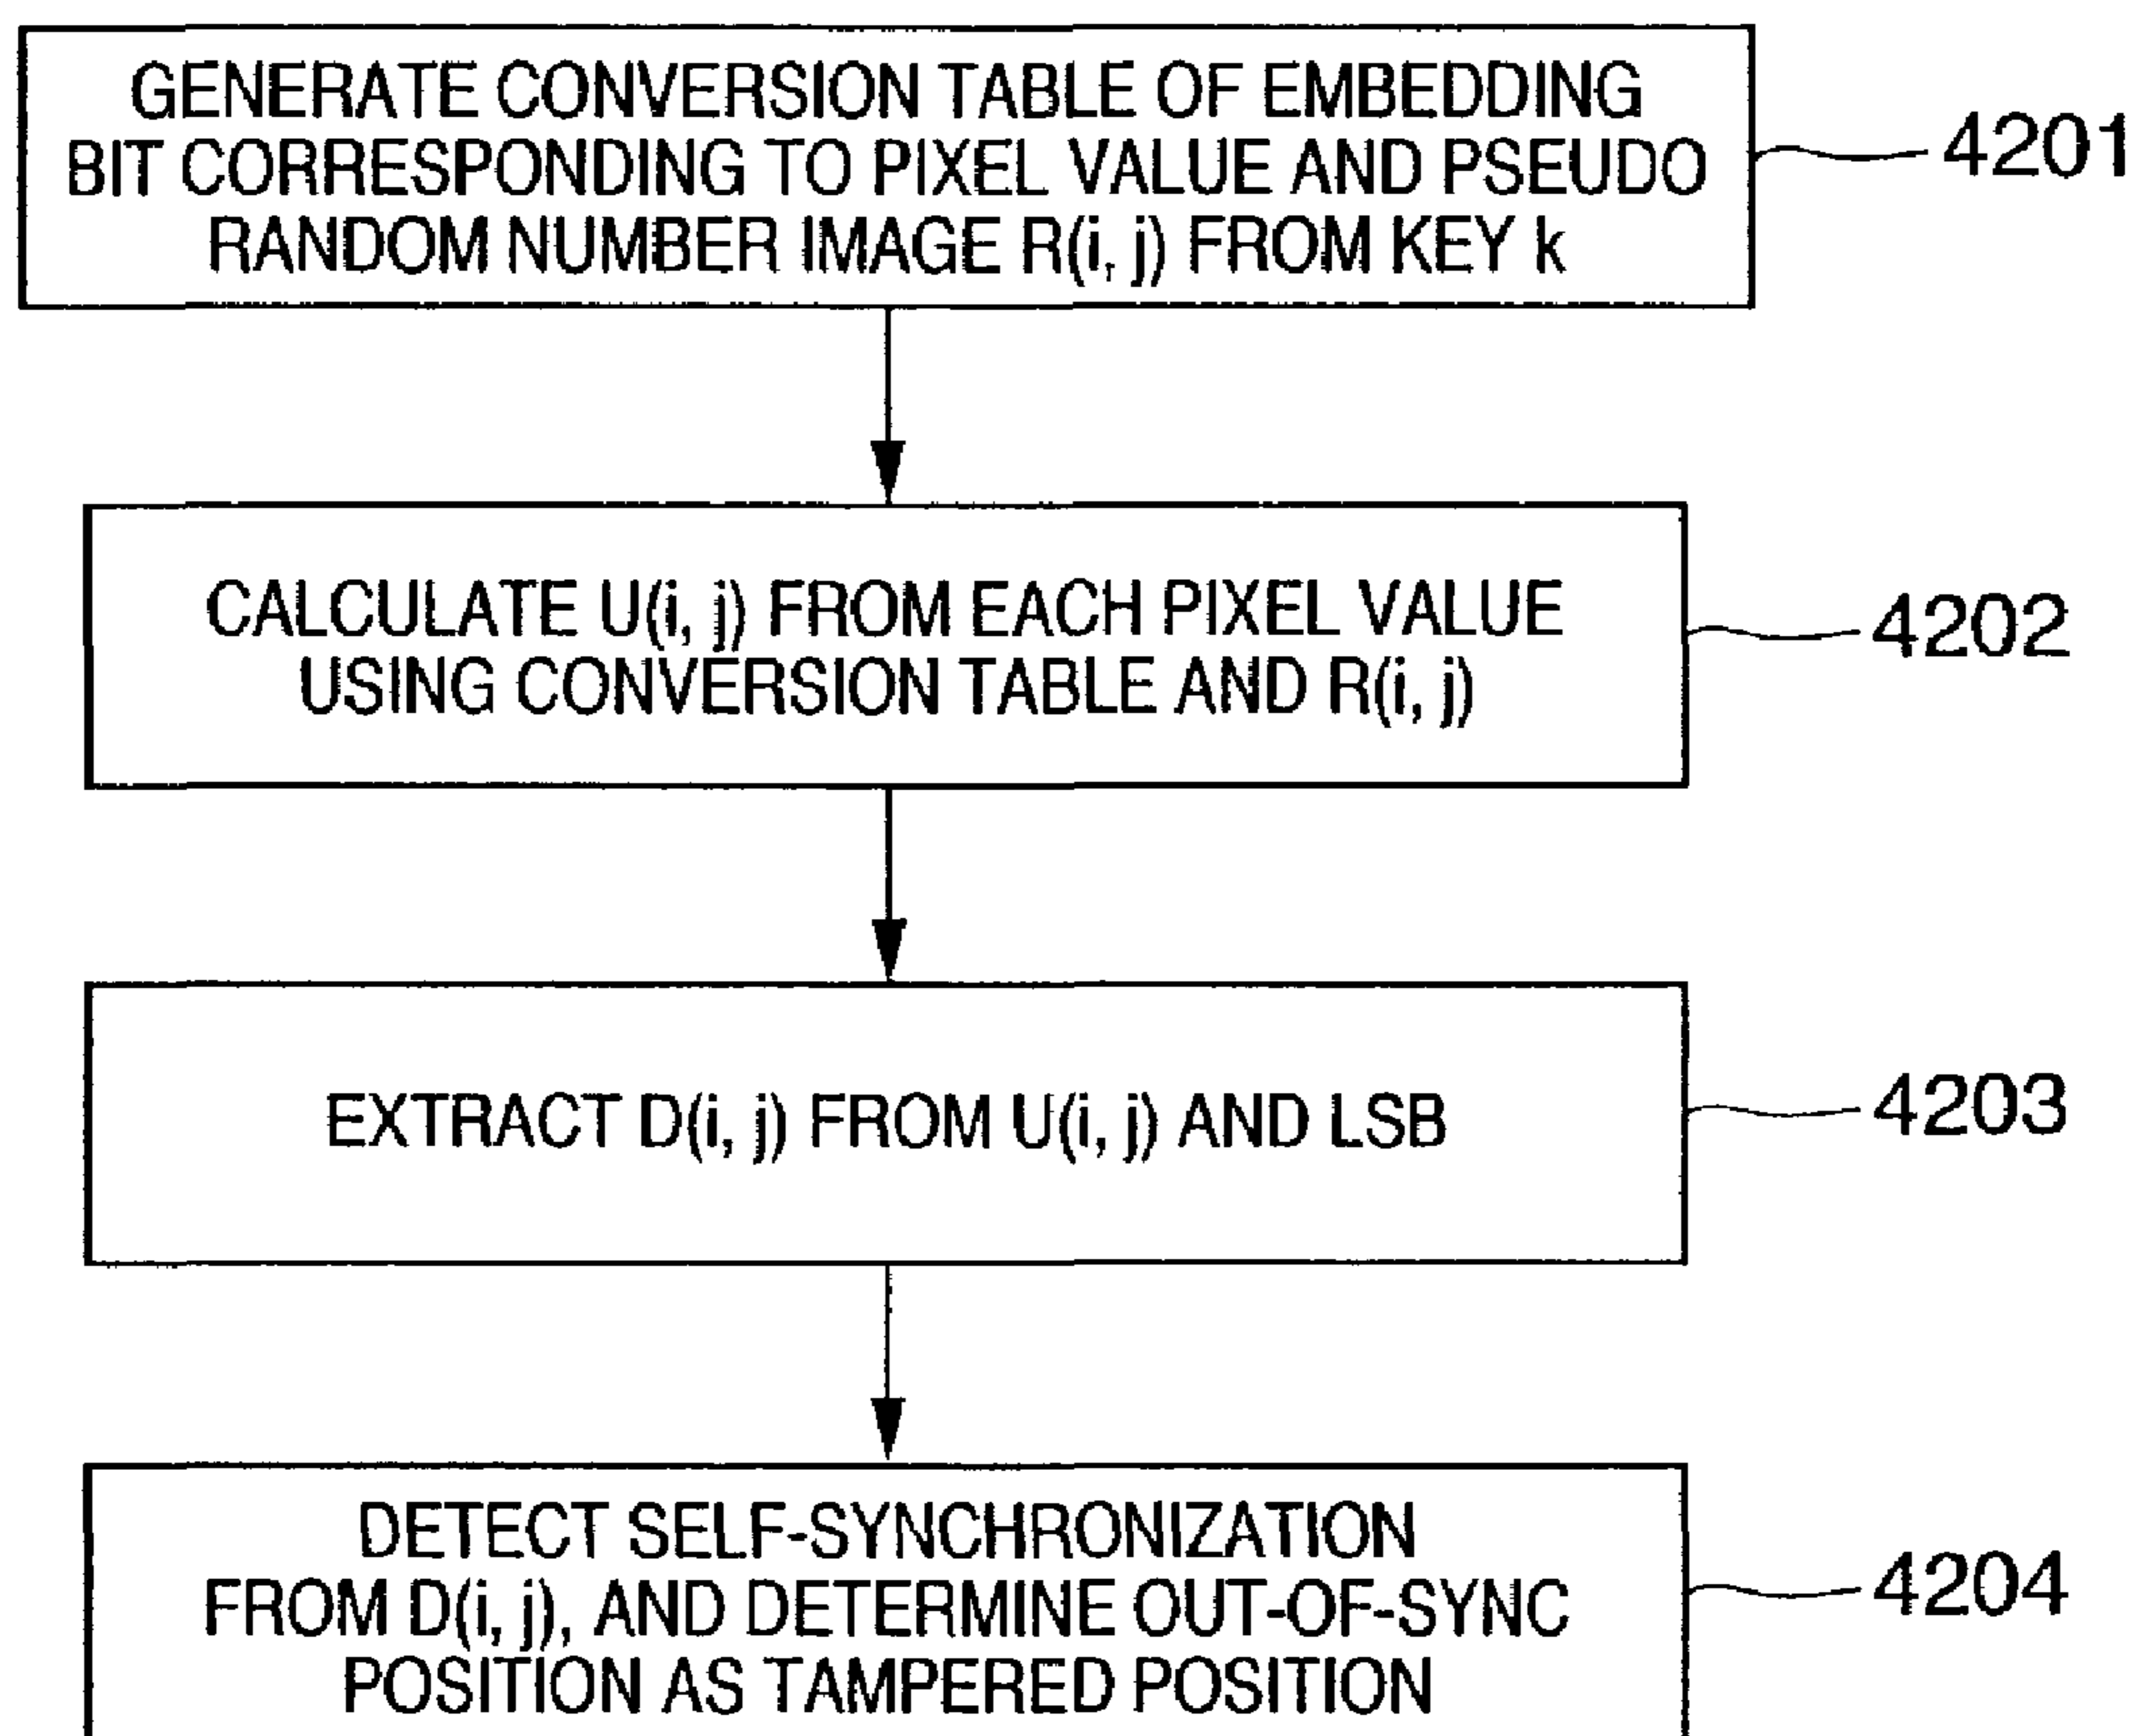 GENERATE CONVERSION TABLE OF EMBEDDING
BIT CORRESPONDING TO PIXEL VALUE AND PSEUDO
RANDOM NUMBER IMAGE R(i, j) FROM KEY k
4201
CALCULATE U(i, j) FROM EACH PIXEL VALUE
USING CONVERSION TABLE AND R(i, j)
4202
EXTRACT D(i, j) FROM U(i, j) AND LSB
4203
DETECT SELF-SYNCHRONIZATION
FROM D(i, j), AND DETERMINE OUT-OF-SYNC
POSITION AS TAMPERED POSITION
4204